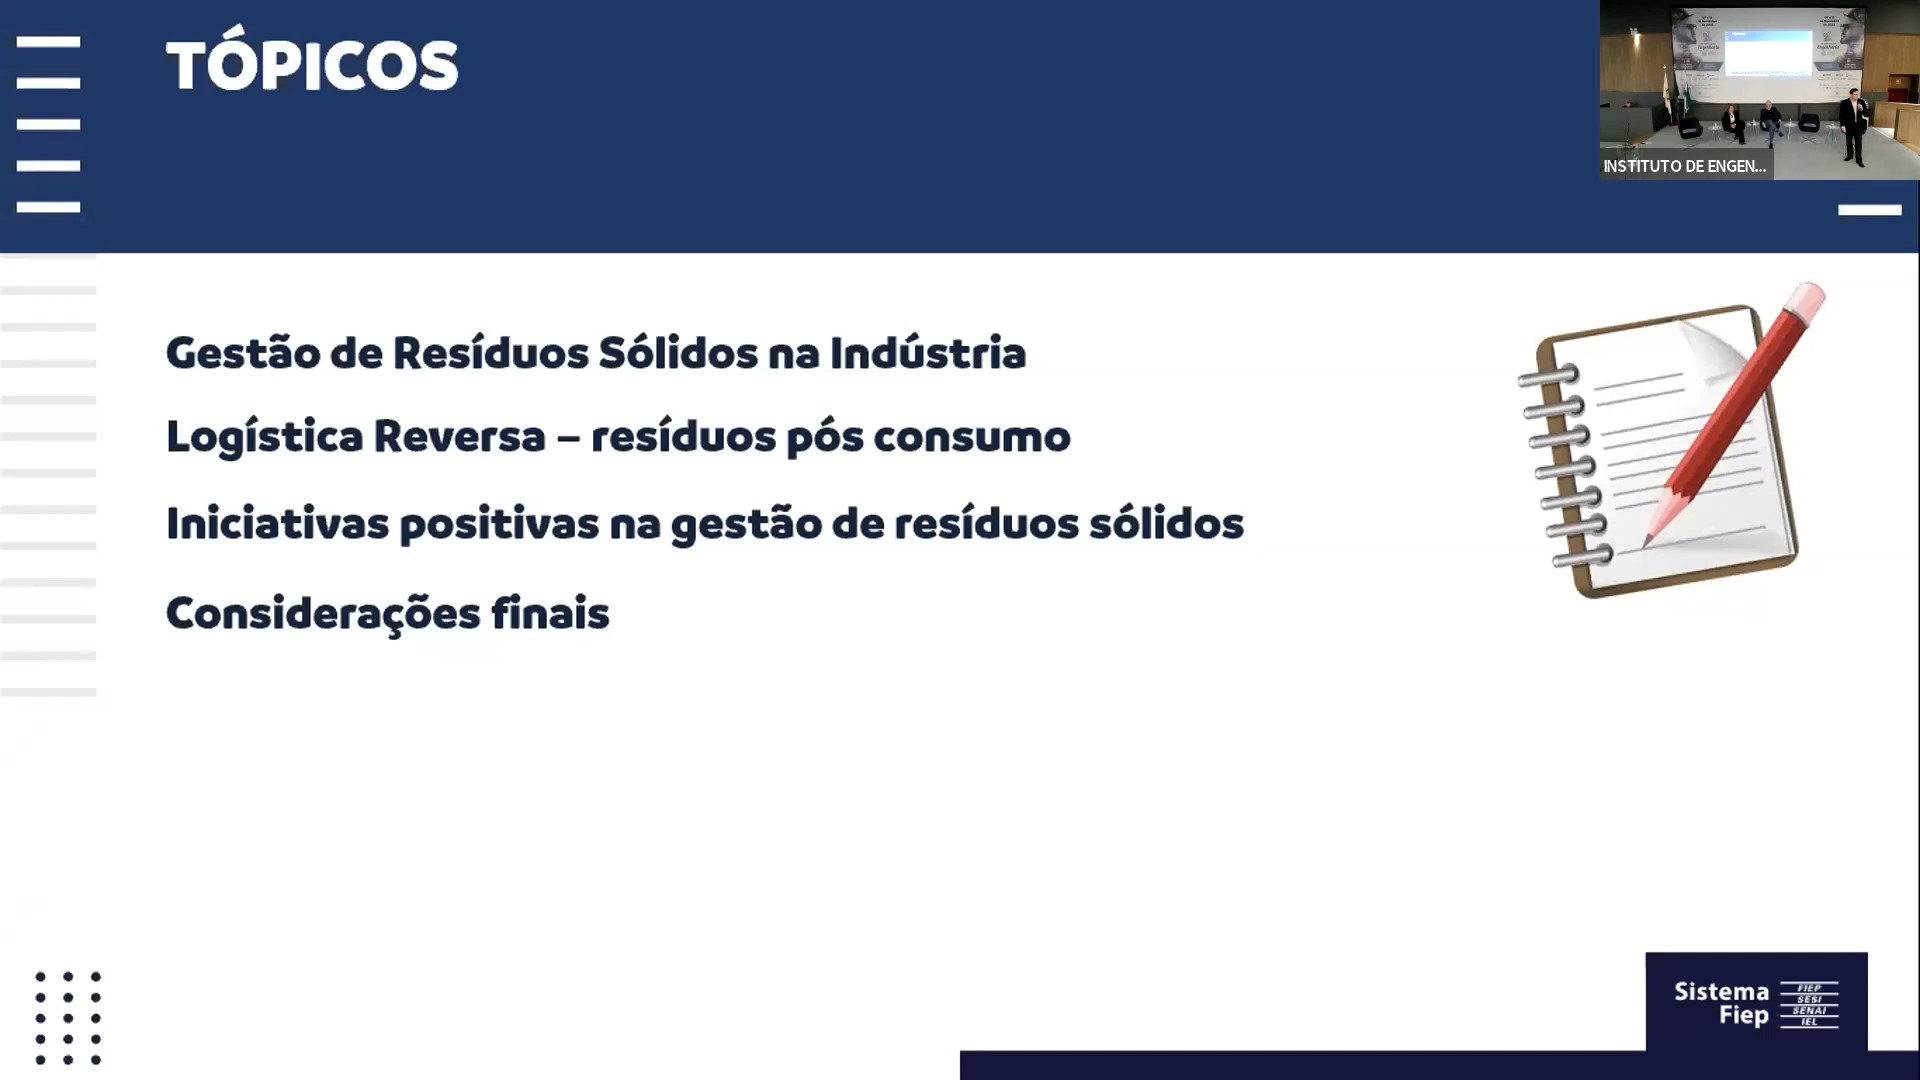 TÓPICOS
INSTITUTO DE ENGEN...
Gestão de Resíduos Sólidos na Indústria
Logística Reversa – resíduos pós consumo
Iniciativas positivas na gestão de resíduos sólidos
Considerações finais
Sistema
Fiep
FIEP
SESI
SENAI
IEL